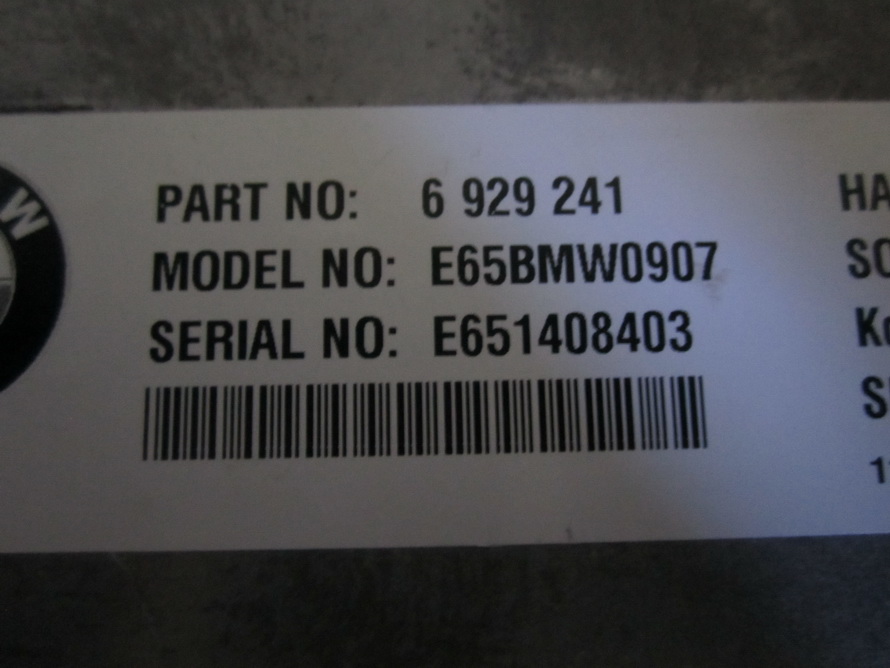 W
PART NO: 6 929 241
MODEL NO: E65BMW0907
SERIAL NO: E651408403